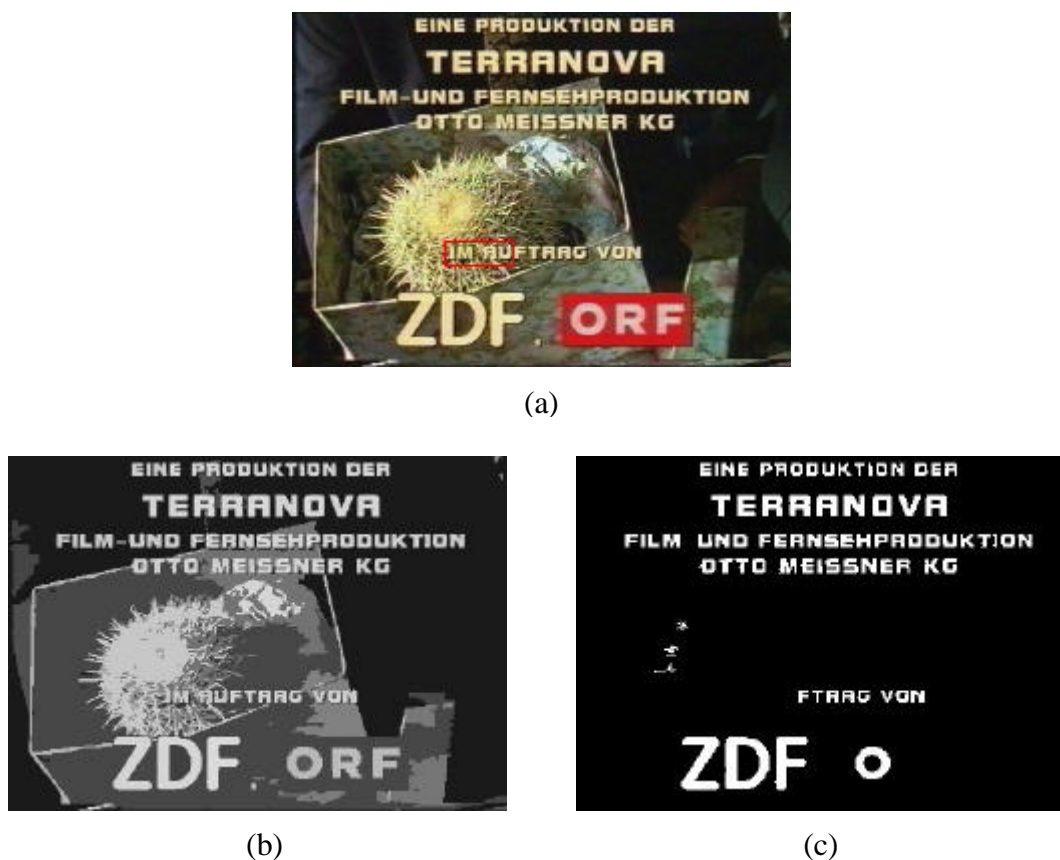 EINE PRODUKTION DER
TERRANOVA
FILM-UND FERNSEHPRODUKTION
OTTO MEISSNER KG
IM AUFTRAG VON
ZDF. ORF
(a)
EINE PRODUKTION DER
TERRANOVA
FILM-UND FERNSEHPRODUKTION
OTTO MEISSNER KG
IM AUFTRAG VON
ZDF. ORF
(b)
EINE PRODUKTION DER
TERRANOVA
FILM UND FERNSEHPRODUKTION
OTTO MEISSNER KG
FTRAG VON
ZDF O
(c)